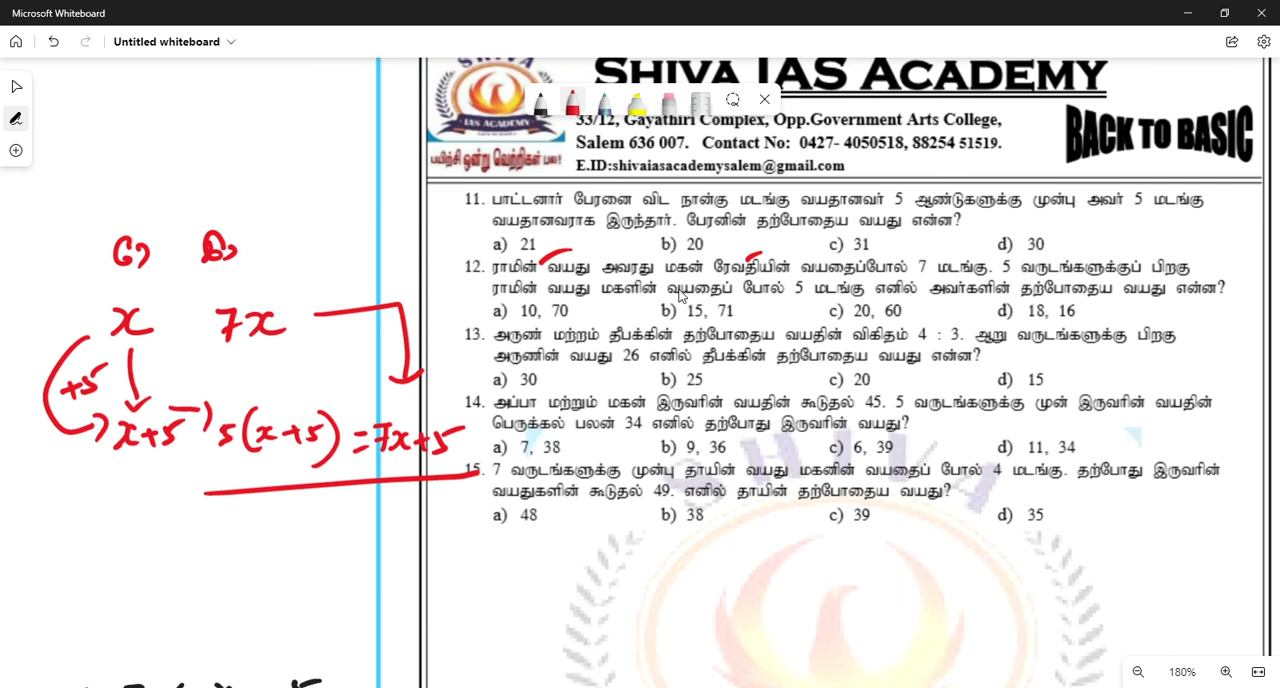 Microsoft Whiteboard
Untitled whiteboard
SHIVA IAS ACADEMY
IAS ACADEMY
பயிற்சி ஒன்று வெற்றிகள் பல!
33/12, Gayathiri Complex, Opp.Government Arts College,
Salem 636 007. Contact No: 0427- 4050518, 88254 51519.
E.ID:shivaiasacademysalem@gmail.com
BACK TO BASIC
11. பாட்டனார் பேரனை விட நான்கு மடங்கு வயதானவர் 5 ஆண்டுகளுக்கு முன்பு அவர் 5 மடங்கு
வயதானவராக இருந்தார். பேரனின் தற்போதைய வயது என்ன?
a) 21 b) 20 c) 31 d) 30
12. ராமின் வயது அவரது மகன் ரேவதியின் வயதைப்போல் 7 மடங்கு. 5 வருடங்களுக்குப் பிறகு
ராமின் வயது மகளின் வயதைப் போல் 5 மடங்கு எனில் அவர்களின் தற்போதைய வயது என்ன?
a) 10, 70 b) 15, 71 c) 20, 60 d) 18, 16
13. அருண் மற்றும் தீபக்கின் தற்போதைய வயதின் விகிதம் 4 : 3. ஆறு வருடங்களுக்கு பிறகு
அருணின் வயது 26 எனில் தீபக்கின் தற்போதைய வயது என்ன?
a) 30 b) 25 c) 20 d) 15
14. அப்பா மற்றும் மகன் இருவரின் வயதின் கூடுதல் 45. 5 வருடங்களுக்கு முன் இருவரின் வயதின்
பெருக்கல் பலன் 34 எனில் தற்போது இருவரின் வயது?
a) 7, 38 b) 9, 36 c) 6, 39 d) 11, 34
15. 7 வருடங்களுக்கு முன்பு தாயின் வயது மகனின் வயதைப் போல் 4 மடங்கு. தற்போது இருவரின்
வயதுகளின் கூடுதல் 49. எனில் தாயின் தற்போதைய வயது?
a) 48 b) 38 c) 39 d) 35
SHIVA
x 7x
+5
x+5 5(x+5) = 7x+5
180%